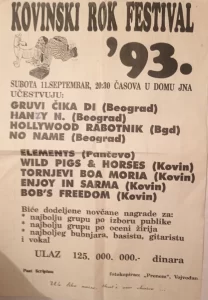 KOVINSKI ROK FESTIVAL
'93.
SUBOTA 11.SEPTEMBAR, 20:30 ČASOVA U DOMU JNA
UČESTVUJU:
GRUVI ČIKA DI (Beograd)
HANZY N. (Beograd)
HOLLYWOOD RABOTNIK (Bgd)
NO NAME (Beograd)
ELEMENTS (Pančevo)
WILD PIGS & HORSES (Kovin)
TORNJEVI BOA MORIA (Kovin)
ENJOY IN SARMA (Kovin)
BOB'S FREEDOM (Kovin)
Biće dodeljene novčane nagrade za:
- najbolju grupu po izboru publike
- najbolju grupu po oceni žirija
- najboljeg bubnjara, basistu, gitaristu
i vokal
ULAZ 125. 000. 000.- dinara
Post Scriptum